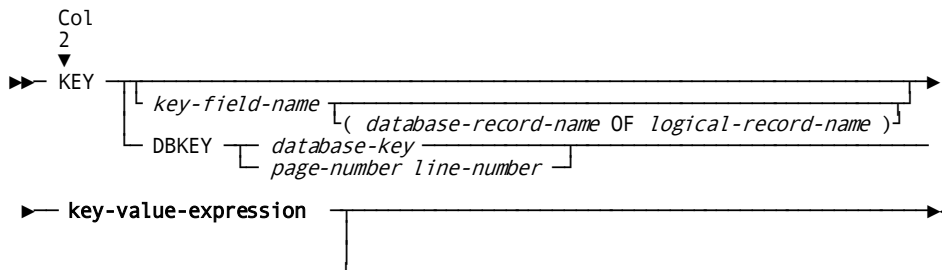 Col
2
KEY
key-field-name
( database-record-name OF logical-record-name )
DBKEY database-key
page-number line-number
key-value-expression